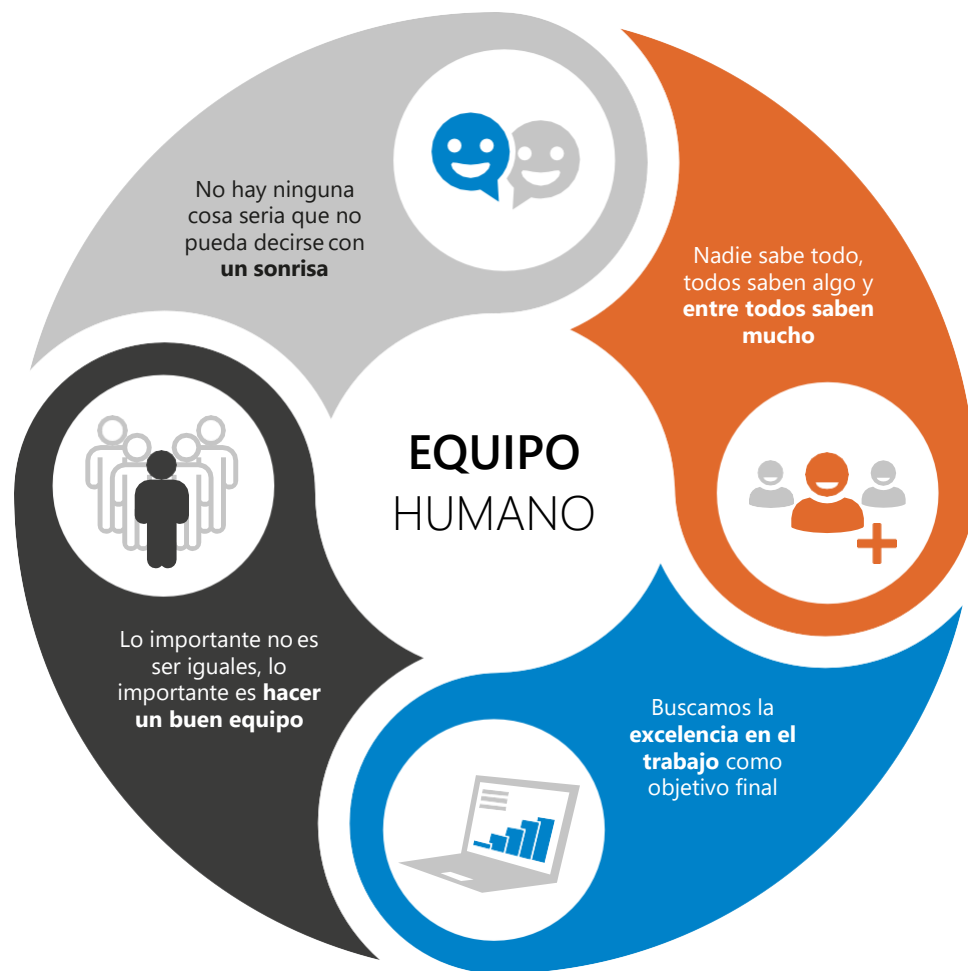 No hay ninguna
cosa seria que no
pueda decirse con
un sonrisa
Nadie sabe todo,
todos saben algo y
entre todos saben
mucho
EQUIPO
HUMANO
Lo importante no es
ser iguales, lo
importante es hacer
un buen equipo
Buscamos la
excelencia en el
trabajo como
objetivo final